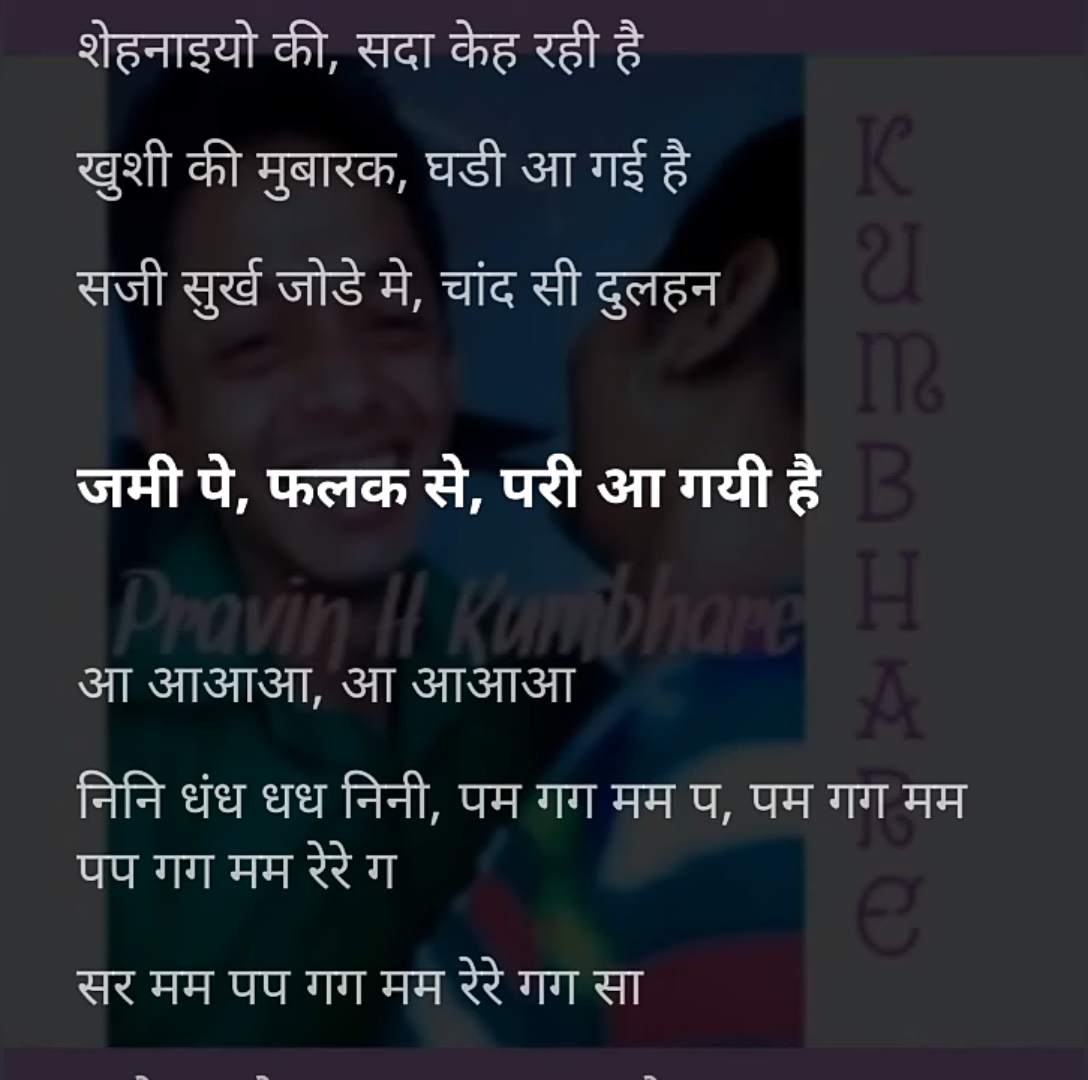 शेहनाइयो की, सदा केह रही है
खुशी की मुबारक, घडी आ गई है
सजी सुर्ख जोडे मे, चांद सी दुलहन
जमी पे, फलक से, परी आ गयी है
Pravin H Kumbhare
आ आआआ, आ आआआ
निनि धंध धध निनी, पम गग मम प, पम गग मम
पप गग मम रेरे ग
सर मम पप गग मम रेरे गग सा
KUMBHARE